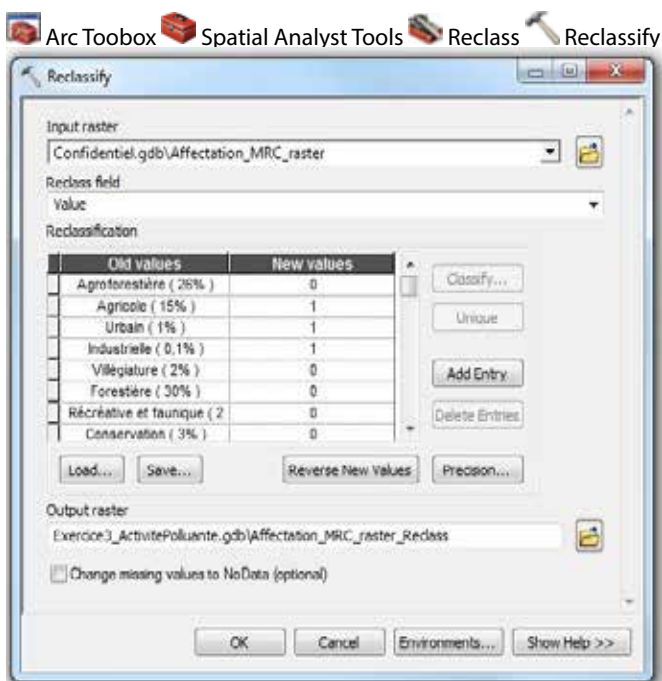 Arc Toobox Spatial Analyst Tools Reclass Reclassify
Reclassify
Input raster
Confidentiel.gdb\Affectation_MRC_raster
Reclass field
Value
Reclassification
Old values New values
Agroforestière ( 26% ) 0
Agricole ( 15% ) 1
Urbain ( 1% ) 1
Industrielle ( 0,1% ) 1
Villégiature ( 2% ) 0
Forestière ( 30% ) 0
Récréative et faunique ( 2 0
Conservation ( 3% ) 0
Classify...
Unique
Add Entry
Delete Entries
Load... Save... Reverse New Values Precision...
Output raster
Exercice3_ActivitePolluante.gdb\Affectation_MRC_raster_Reclass
Change missing values to NoData (optional)
OK Cancel Environments... Show Help >>